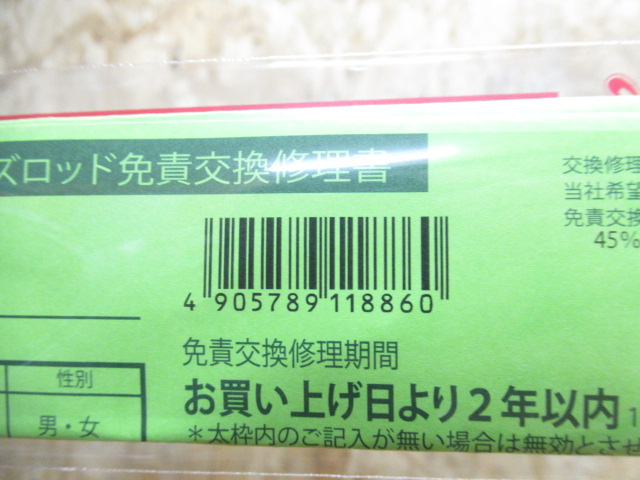 ズロッド免責交換修理書
交換修理
当社希望
免責交換
45%
4 905789 118860
免責交換修理期間
性別
お買い上げ日より2年以内
男・女
＊太枠内のご記入が無い場合は無効とさせ